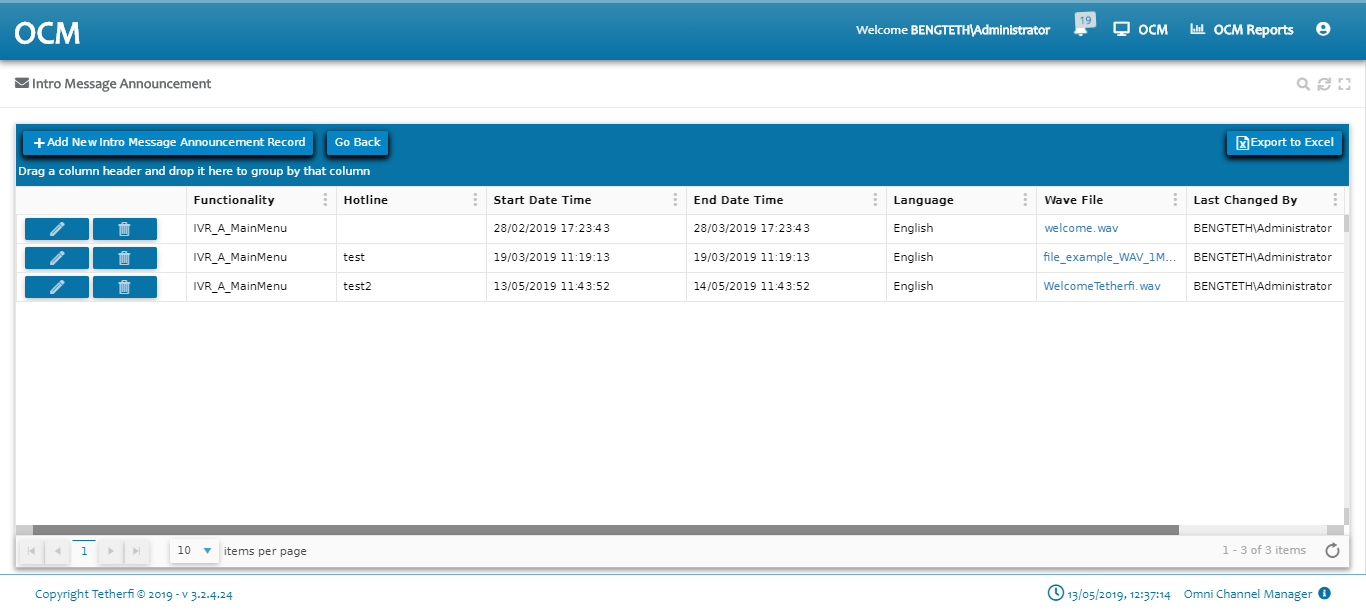 OCM
Welcome BENGTETH\Administrator 19 OCM OCM Reports
Intro Message Announcement
Add New Intro Message Announcement Record Go Back Export to Excel
Drag a column header and drop it here to group by that column
Functionality Hotline Start Date Time End Date Time Language Wave File Last Changed By
IVR_A_MainMenu 28/02/2019 17:23:43 28/03/2019 17:23:43 English welcome.wav BENGTETH\Administrator
IVR_A_MainMenu test 19/03/2019 11:19:13 19/03/2019 11:19:13 English file_example_WAV_1M... BENGTETH\Administrator
IVR_A_MainMenu test2 13/05/2019 11:43:52 14/05/2019 11:43:52 English WelcomeTetherfi.wav BENGTETH\Administrator
1 10 items per page 1 - 3 of 3 items
Copyright Tetherfi © 2019 - v 3.2.4.24 13/05/2019, 12:37:14 Omni Channel Manager